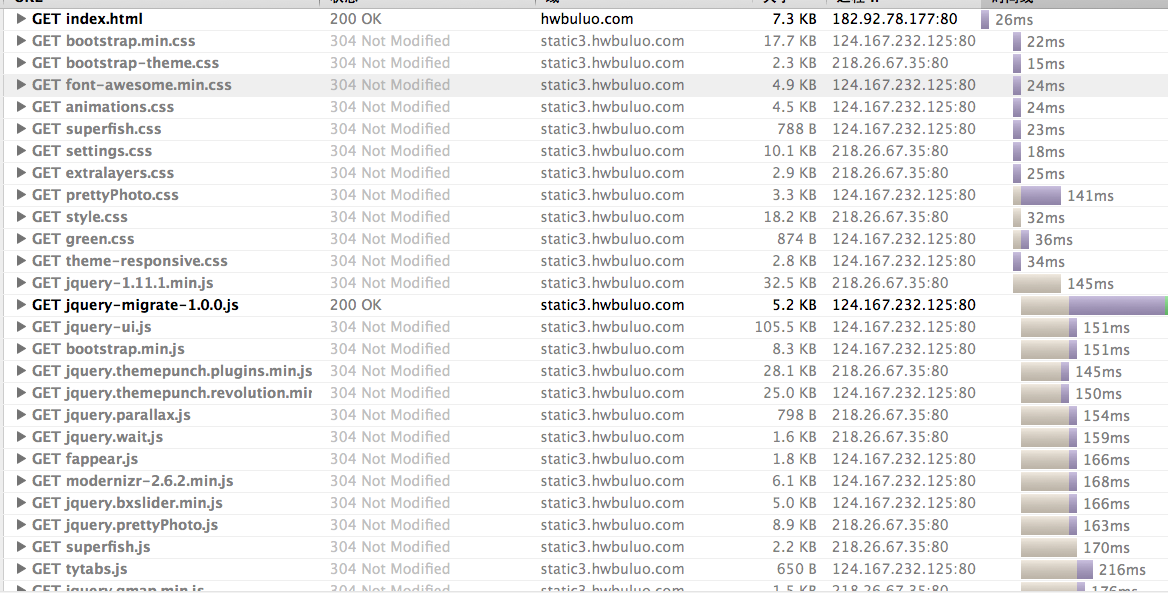 GET index.html 200 OK hwbuluo.com 7.3 KB 182.92.78.177:80 26ms
GET bootstrap.min.css 304 Not Modified static3.hwbuluo.com 17.7 KB 124.167.232.125:80 22ms
GET bootstrap-theme.css 304 Not Modified static3.hwbuluo.com 2.3 KB 218.26.67.35:80 15ms
GET font-awesome.min.css 304 Not Modified static3.hwbuluo.com 4.9 KB 124.167.232.125:80 24ms
GET animations.css 304 Not Modified static3.hwbuluo.com 4.5 KB 124.167.232.125:80 24ms
GET superfish.css 304 Not Modified static3.hwbuluo.com 788 B 124.167.232.125:80 23ms
GET settings.css 304 Not Modified static3.hwbuluo.com 10.1 KB 218.26.67.35:80 18ms
GET extralayers.css 304 Not Modified static3.hwbuluo.com 2.9 KB 218.26.67.35:80 25ms
GET prettyPhoto.css 304 Not Modified static3.hwbuluo.com 3.3 KB 124.167.232.125:80 141ms
GET style.css 304 Not Modified static3.hwbuluo.com 18.2 KB 218.26.67.35:80 32ms
GET green.css 304 Not Modified static3.hwbuluo.com 874 B 124.167.232.125:80 36ms
GET theme-responsive.css 304 Not Modified static3.hwbuluo.com 2.8 KB 124.167.232.125:80 34ms
GET jquery-1.11.1.min.js 304 Not Modified static3.hwbuluo.com 32.5 KB 218.26.67.35:80 145ms
GET jquery-migrate-1.0.0.js 200 OK static3.hwbuluo.com 5.2 KB 124.167.232.125:80
GET jquery-ui.js 304 Not Modified static3.hwbuluo.com 105.5 KB 124.167.232.125:80 151ms
GET bootstrap.min.js 304 Not Modified static3.hwbuluo.com 8.3 KB 124.167.232.125:80 151ms
GET jquery.themepunch.plugins.min.js 304 Not Modified static3.hwbuluo.com 28.1 KB 218.26.67.35:80 145ms
GET jquery.themepunch.revolution.mir 304 Not Modified static3.hwbuluo.com 25.0 KB 124.167.232.125:80 150ms
GET jquery.parallax.js 304 Not Modified static3.hwbuluo.com 798 B 218.26.67.35:80 154ms
GET jquery.wait.js 304 Not Modified static3.hwbuluo.com 1.6 KB 218.26.67.35:80 159ms
GET fappear.js 304 Not Modified static3.hwbuluo.com 1.8 KB 124.167.232.125:80 166ms
GET modernizr-2.6.2.min.js 304 Not Modified static3.hwbuluo.com 6.1 KB 124.167.232.125:80 168ms
GET jquery.bxslider.min.js 304 Not Modified static3.hwbuluo.com 5.0 KB 124.167.232.125:80 166ms
GET jquery.prettyPhoto.js 304 Not Modified static3.hwbuluo.com 8.9 KB 218.26.67.35:80 163ms
GET superfish.js 304 Not Modified static3.hwbuluo.com 2.2 KB 218.26.67.35:80 170ms
GET tytabs.js 304 Not Modified static3.hwbuluo.com 650 B 124.167.232.125:80 216ms
GET jquery.gmap.min.js 304 Not Modified static3.hwbuluo.com 1.5 KB 218.26.67.35:80 176ms